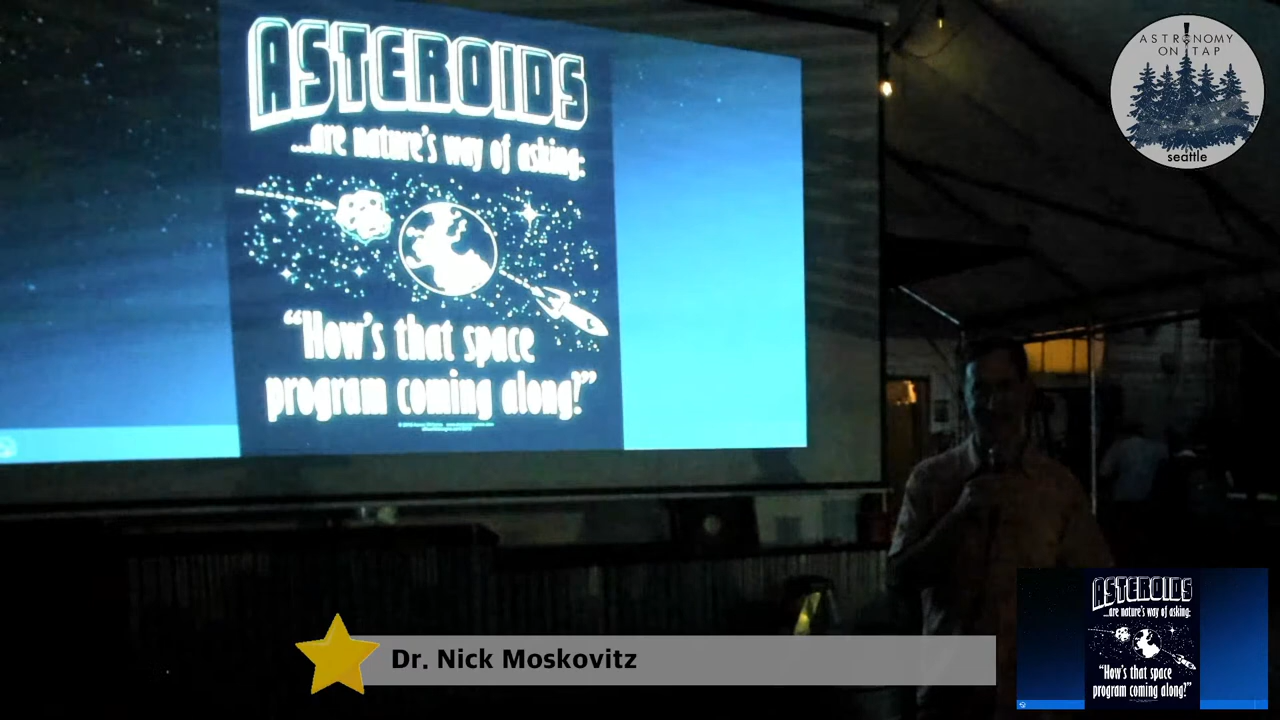 ASTEROIDS
...are nature's way of asking:
"How's that space
program coming along?"
ASTRONOMY
ON TAP
seattle
Dr. Nick Moskovitz
ASTEROIDS
...are nature's way of asking:
"How's that space
program coming along?"